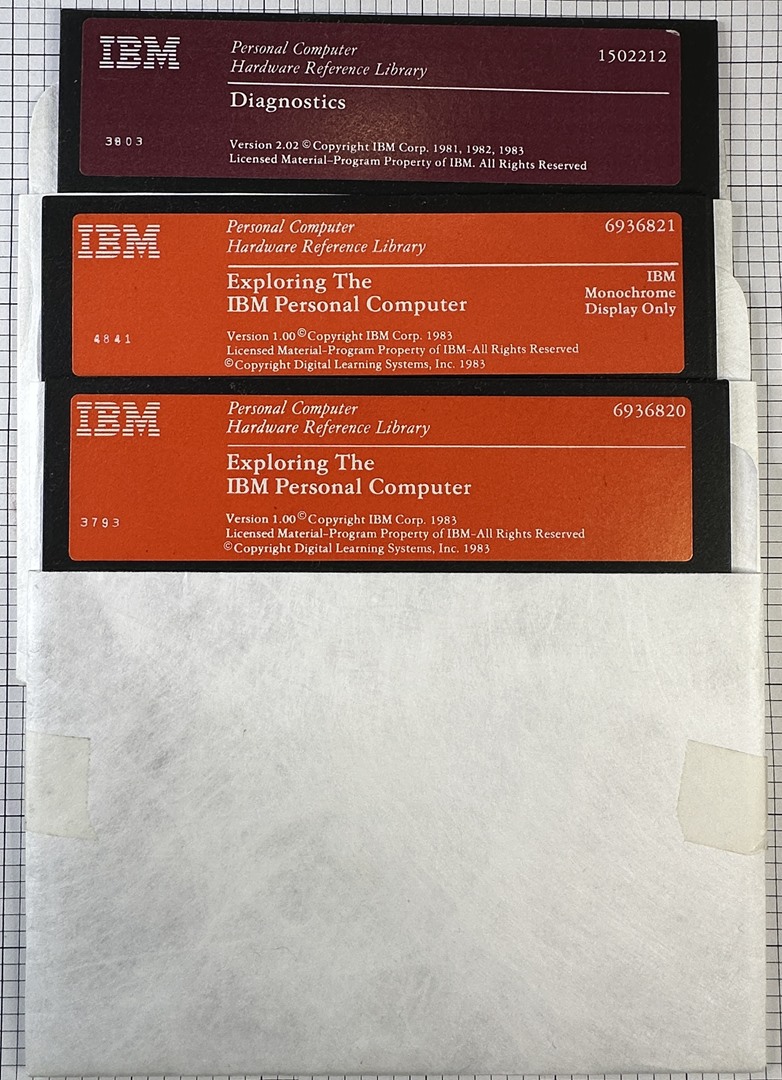 IBM
Personal Computer
Hardware Reference Library
1502212
Diagnostics
3803
Version 2.02 ©Copyright IBM Corp. 1981, 1982, 1983
Licensed Material–Program Property of IBM. All Rights Reserved
IBM
Personal Computer
Hardware Reference Library
6936821
Exploring The
IBM Personal Computer
IBM
Monochrome
Display Only
4841
Version 1.00 ©Copyright IBM Corp. 1983
Licensed Material–Program Property of IBM–All Rights Reserved
©Copyright Digital Learning Systems, Inc. 1983
IBM
Personal Computer
Hardware Reference Library
6936820
Exploring The
IBM Personal Computer
3793
Version 1.00 ©Copyright IBM Corp. 1983
Licensed Material–Program Property of IBM–All Rights Reserved
©Copyright Digital Learning Systems, Inc. 1983